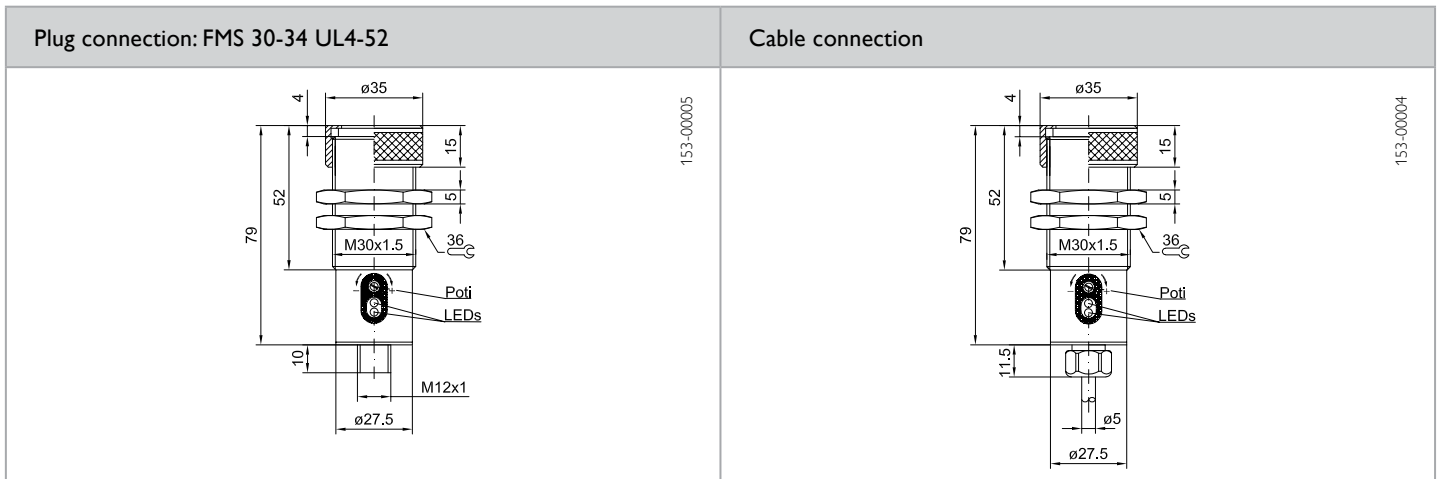 Plug connection: FMS 30-34 UL4-52
Cable connection
ø35
4
15
52
5
79
36
M30x1.5
Poti
- +
LEDs
10
M12x1
ø27.5
153-00005
ø35
4
15
52
5
79
36
M30x1.5
Poti
- +
LEDs
11.5
ø5
ø27.5
153-00004